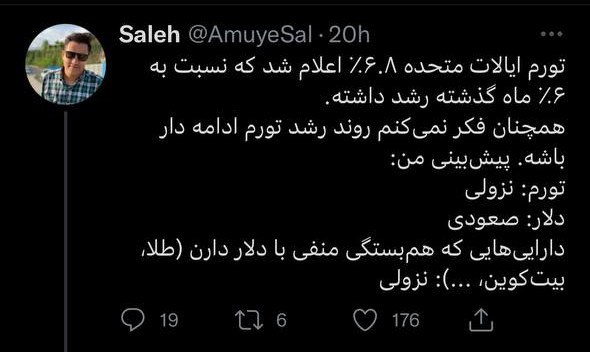 Saleh @AmuyeSal · 20h
تورم ایالات متحده ۶.۸٪ اعلام شد که نسبت به
۶٪ ماه گذشته رشد داشته.
همچنان فکر نمی‌کنم روند رشد تورم ادامه دار
باشه. پیش‌بینی من:
تورم: نزولی
دلار: صعودی
دارایی‌هایی که هم‌بستگی منفی با دلار دارن (طلا،
بیت‌کوین، ...): نزولی
19 6 176